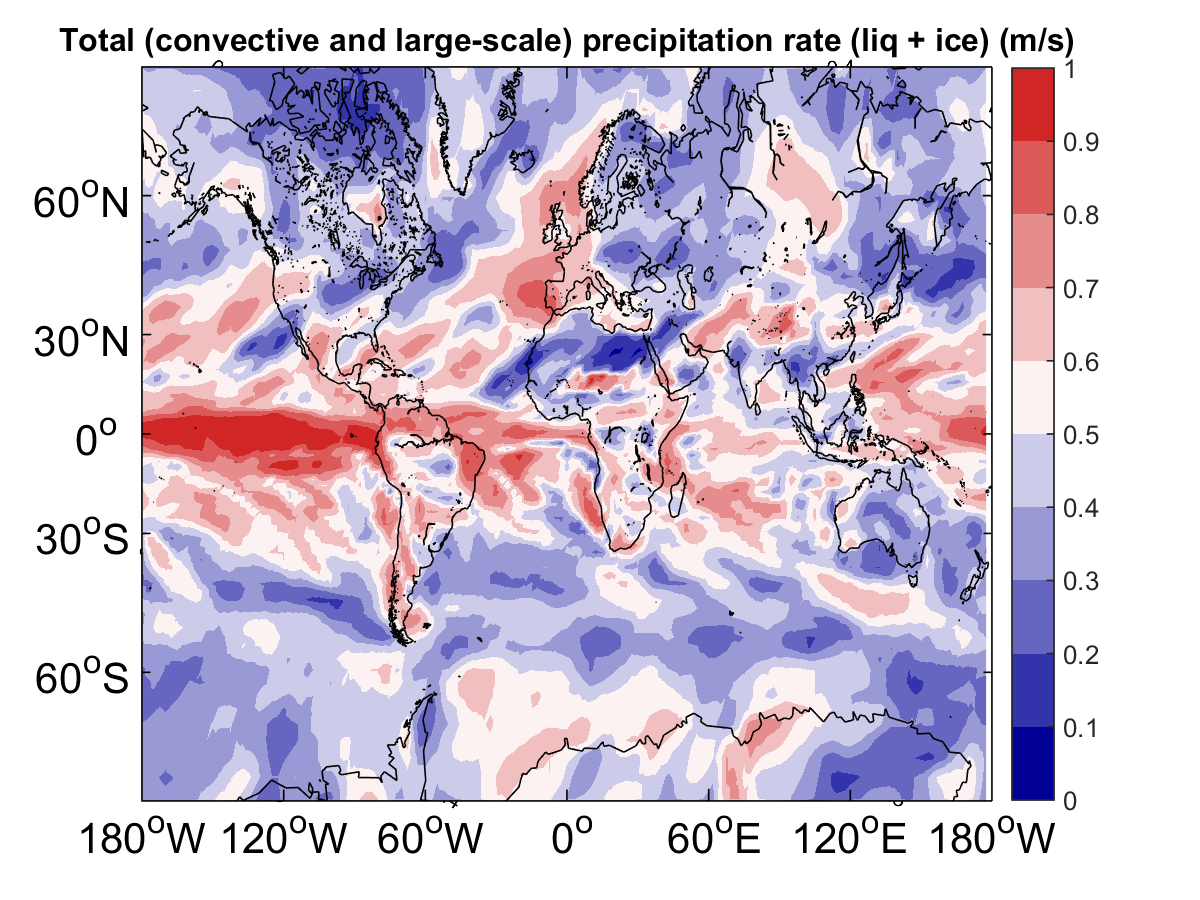 Total (convective and large-scale) precipitation rate (liq + ice) (m/s)
60°N
30°N
0°
30°S
60°S
180°W 120°W 60°W 0° 60°E 120°E 180°W
1
0.9
0.8
0.7
0.6
0.5
0.4
0.3
0.2
0.1
0